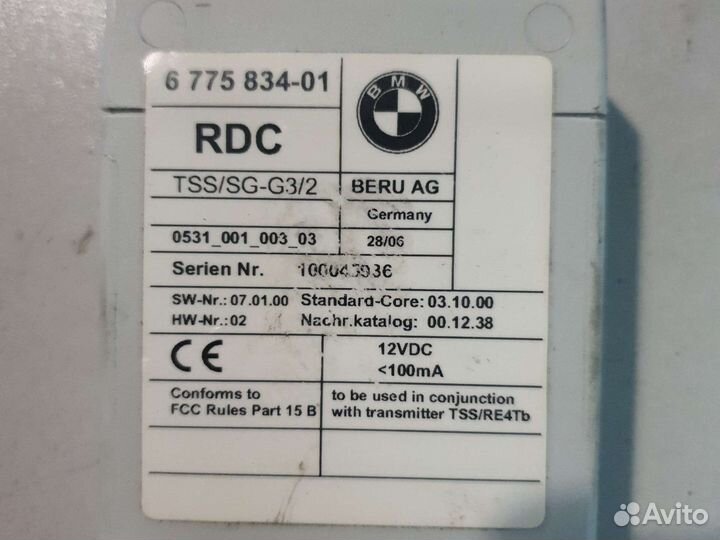 6 775 834-01
BMW
RDC
TSS/SG-G3/2
BERU AG
Germany
0531_001_003_03
28/06
Serien Nr. 100045936
SW-Nr.: 07.01.00 Standard-Core: 03.10.00
HW-Nr.: 02 Nachr.katalog: 00.12.38
CE
12VDC
<100mA
Conforms to
FCC Rules Part 15 B
to be used in conjunction
with transmitter TSS/RE4Tb
Avito